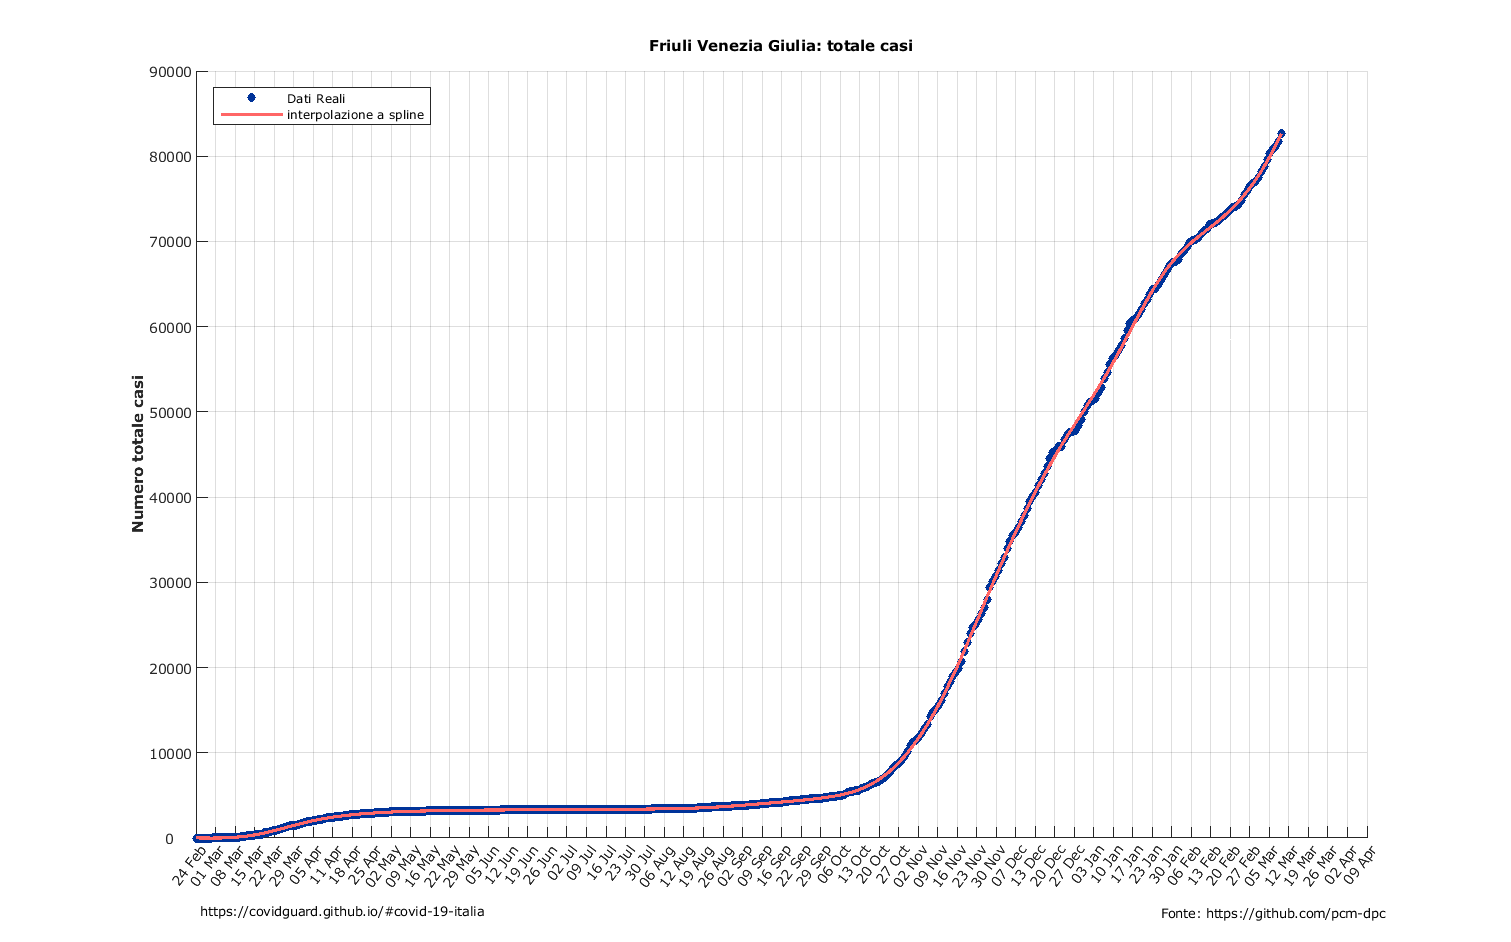 Friuli Venezia Giulia: totale casi
90000
80000
70000
60000
50000
40000
30000
20000
10000
0
Numero totale casi
Dati Reali
interpolazione a spline
24 Feb
01 Mar
08 Mar
15 Mar
22 Mar
29 Mar
05 Apr
11 Apr
18 Apr
25 Apr
02 May
09 May
16 May
22 May
29 May
05 Jun
12 Jun
19 Jun
26 Jun
02 Jul
09 Jul
16 Jul
23 Jul
30 Jul
06 Aug
12 Aug
19 Aug
26 Aug
02 Sep
09 Sep
16 Sep
22 Sep
29 Sep
06 Oct
13 Oct
20 Oct
27 Oct
02 Nov
09 Nov
16 Nov
23 Nov
30 Nov
07 Dec
13 Dec
20 Dec
27 Dec
03 Jan
10 Jan
17 Jan
23 Jan
30 Jan
06 Feb
13 Feb
20 Feb
27 Feb
05 Mar
12 Mar
19 Mar
26 Mar
02 Apr
09 Apr
https://covidguard.github.io/#covid-19-italia
Fonte: https://github.com/pcm-dpc